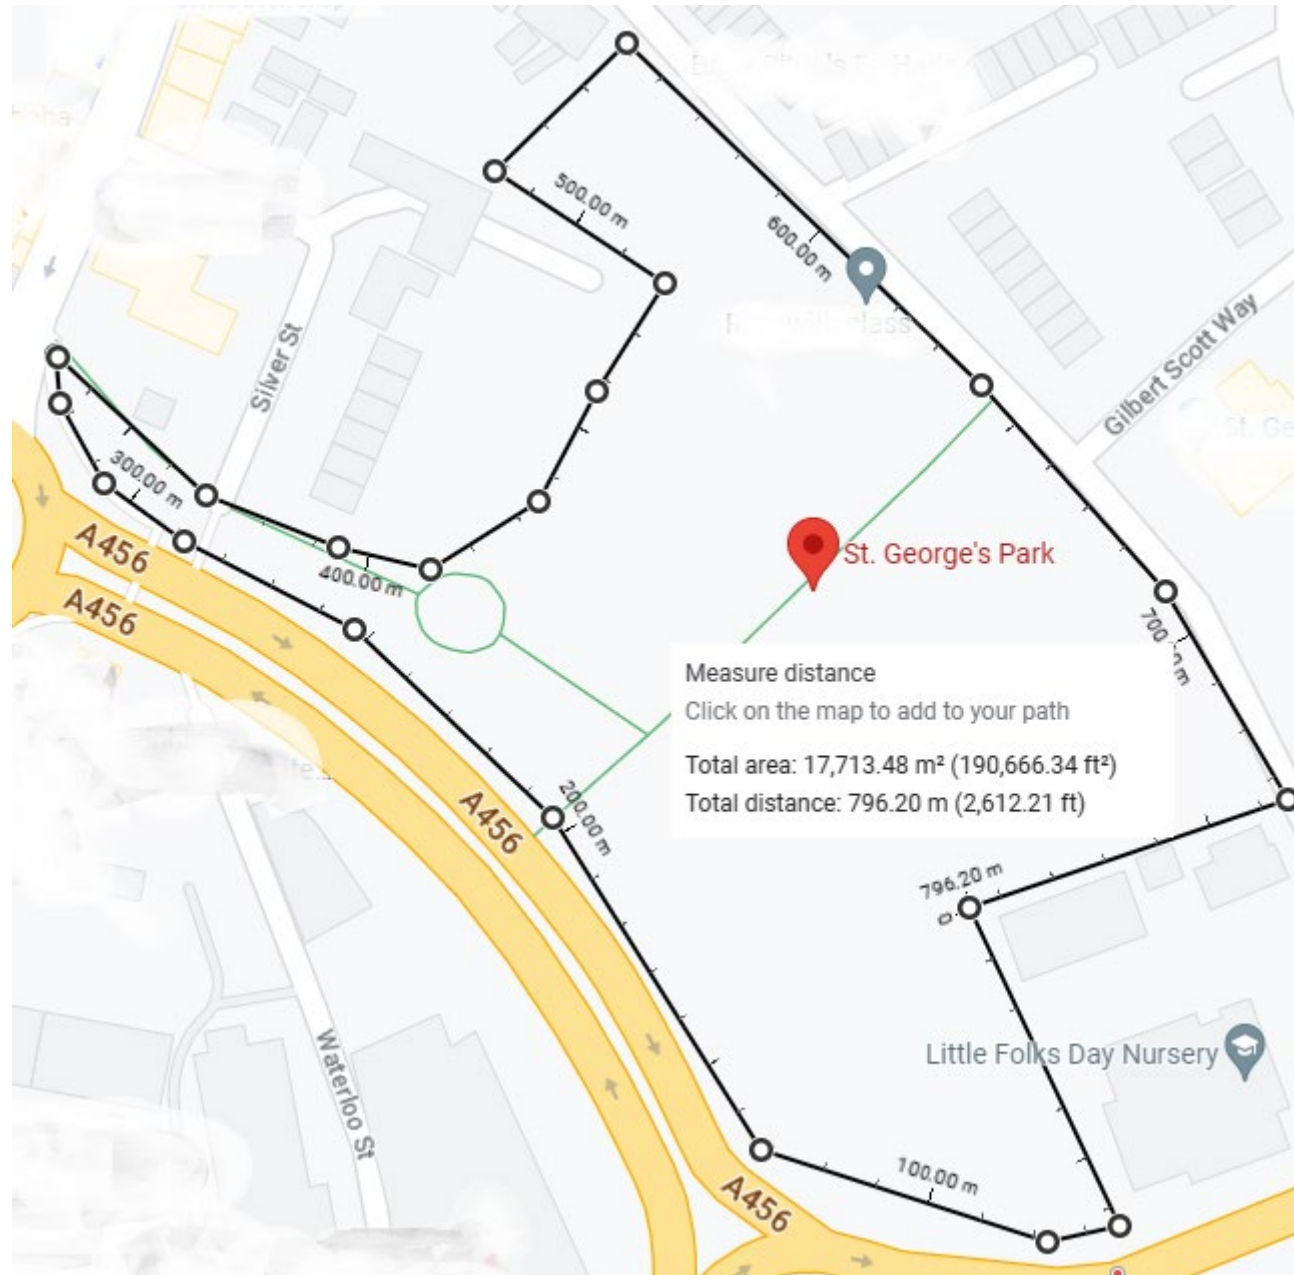 500.00 m
600.00 m
Silver St
Gilbert Scott Way
300.00 m
A456
400.00 m
St. George's Park
A456
700
m
Measure distance
Click on the map to add to your path
Total area: 17,713.48 m² (190,666.34 ft²)
Total distance: 796.20 m (2,612.21 ft)
200.00 m
A456
796.20 m
0
Waterloo St
Little Folks Day Nursery
100.00 m
A456